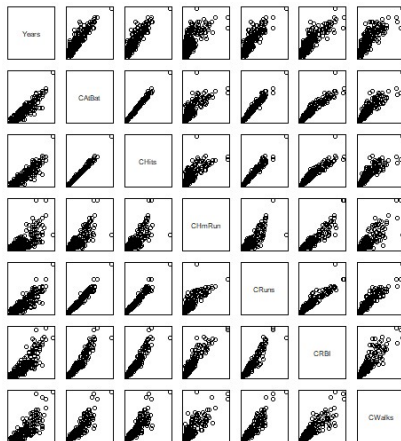 Years
CAtBat
CHits
CHmRun
CRuns
CRBI
CWalks